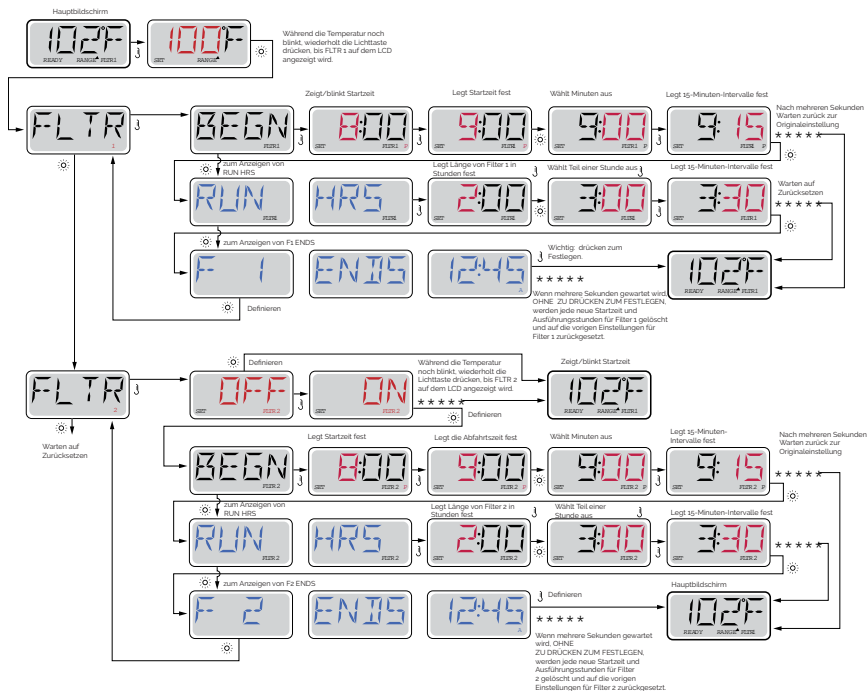 Hauptbildschirm
102°F
READY RANGE FLTR1
100°F
SET RANGE
Während die Temperatur noch
blinkt, wiederholt die Lichttaste
drücken, bis FLTR 1 auf dem LCD
angezeigt wird.
FLTR
1
BEGN
FLTR1
Zeigt/blinkt Startzeit
8:00
SET FLTR1 P
Legt Startzeit fest
9:00
SET FLTR1 P
Wählt Minuten aus
9:00
SET FLTR1 P
Legt 15-Minuten-Intervalle fest
9:15
SET FLTR1 P
Nach mehreren Sekunden
Warten zurück zur
Originaleinstellung
*****
zum Anzeigen von
RUN HRS
RUN
FLTR1
HRS
Legt Länge von Filter 1 in
Stunden fest
2:00
FLTR1
Wählt Teil einer Stunde aus
3:00
SET FLTR1
Legt 15-Minuten-Intervalle fest
3:30
SET FLTR1
Warten auf
Zurücksetzen
*****
zum Anzeigen von F1 ENDS
F 1
ENDS
12:45
A
Wichtig: drücken zum
Festlegen.
*****
Wenn mehrere Sekunden gewartet wird,
OHNE ZU DRÜCKEN ZUM FESTLEGEN,
werden jede neue Startzeit und
Ausführungsstunden für Filter 1 gelöscht
und auf die vorigen Einstellungen für
Filter 1 zurückgesetzt.
102°F
READY RANGE FLTR1
Definieren
FLTR
2
Warten auf
Zurücksetzen
Definieren
OFF
SET FLTR2
ON
SET FLTR2
Während die Temperatur
noch blinkt, wiederholt die
Lichttaste drücken, bis FLTR 2
auf dem LCD angezeigt wird.
*****
Definieren
Zeigt/blinkt Startzeit
102°F
READY RANGE FLTR1
BEGN
FLTR2
Legt Startzeit fest
8:00
SET FLTR2 P
Legt die Abfahrtszeit fest
9:00
SET FLTR2 P
Wählt Minuten aus
9:00
SET FLTR2 P
Legt 15-Minuten-
Intervalle fest
9:15
SET FLTR2 P
Nach mehreren Sekunden
Warten zurück zur
Originaleinstellung
*****
zum Anzeigen von
RUN HRS
RUN
FLTR2
HRS
FLTR2
Legt Länge von Filter 2 in
Stunden fest
2:00
SET FLTR2
Wählt Teil einer
Stunde aus
3:00
SET FLTR2
Legt 15-Minuten-Intervalle fest
3:30
SET FLTR2
*****
zum Anzeigen von F2 ENDS
F 2
ENDS
12:45
A
Definieren
*****
Wenn mehrere Sekunden gewartet
wird, OHNE
ZU DRÜCKEN ZUM FESTLEGEN,
werden jede neue Startzeit und
Ausführungsstunden für Filter
2 gelöscht und auf die vorigen
Einstellungen für Filter 2 zurückgesetzt.
Hauptbildschirm
102°F
READY RANGE FLTR1